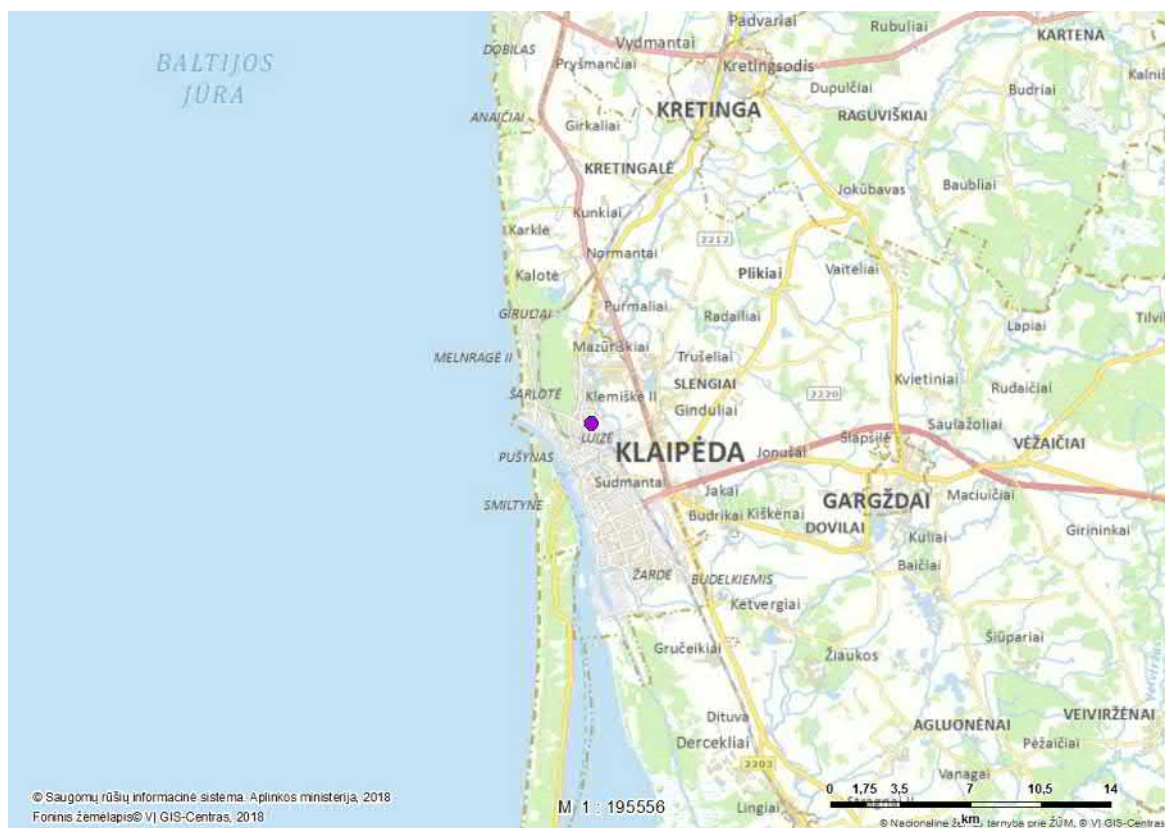 BALTIJOS
JŪRA
Padvariai
Rubuliai
KARTENA
DOBILAS
Vydmantai
Pryšmančiai
Kretingsodis
Dupulčiai
Budriai
ANAIČIAI
Girkaliai
KRETINGA
RAGUVIŠKIAI
KRETINGALĖ
Jokūbavas
Baubliai
Kunkiai
Karklė
2212
Normantai
Kalotė
Plikiai
Vaiteliai
Purmaliai
GIRULIAI
Radailiai
Lapiai
Mazūriškiai
MELNRAGĖ II
Trušeliai
SLENGIAI
Kvietiniai
Rudaičiai
ŠARLOTĖ
Klemiškė II
2220
Ginduliai
Saulažoliai
LUIZĖ
KLAIPĖDA
Jonušai
Šlapšilė
VĖŽAIČIAI
PUŠYNAS
Sudmantai
Jakai
GARGŽDAI
Maciuičiai
SMILTYNĖ
Budrikai
Kiškėnai
DOVILAI
Girininkai
Kuliai
Baičiai
ŽARDĖ
BUDELKIEMIS
Ketvergiai
Gručeikiai
Šiūpariai
Žiaukos
Dituva
AGLUONĖNAI
VEIVIRŽĖNAI
Dercekliai
Pėžaičiai
2203
Vanagai
Lingiai
© Saugomų rūšių informacinė sistema. Aplinkos ministerija, 2018
Foninis žemėlapis© VĮ GIS-Centras, 2018
M 1 : 195556
0 1,75 3,5 7 10,5 14
km
© Nacionalinė žemės tarnyba prie ŽŪM, © VĮ GIS-Centras